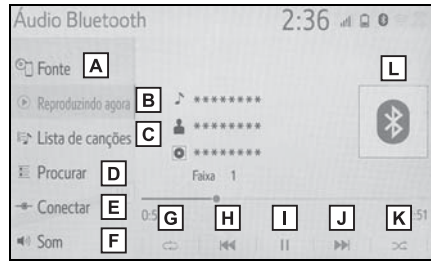 Áudio Bluetooth
2:36
Fonte A
L
Reproduzindo agora B ********
Lista de canções C ********
********
Procurar D
Faixa 1
Conectar E
0:5 G H I J K :51
Som F